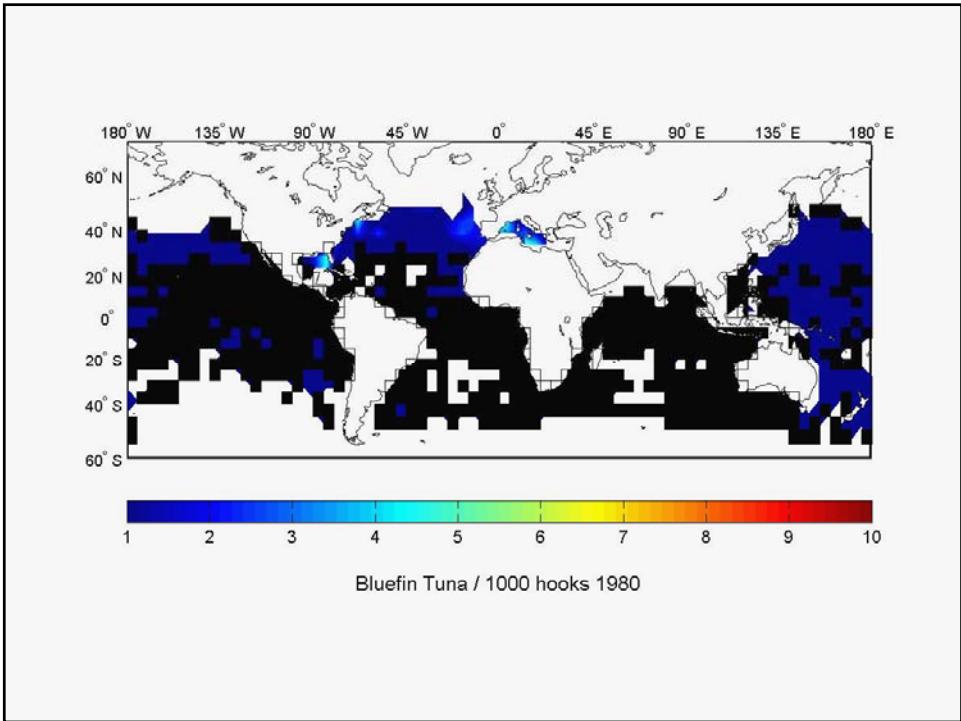 180° W 135° W 90° W 45° W 0° 45° E 90° E 135° E 180° E
60° N
40° N
20° N
0°
20° S
40° S
60° S
1 2 3 4 5 6 7 8 9 10
Bluefin Tuna / 1000 hooks 1980